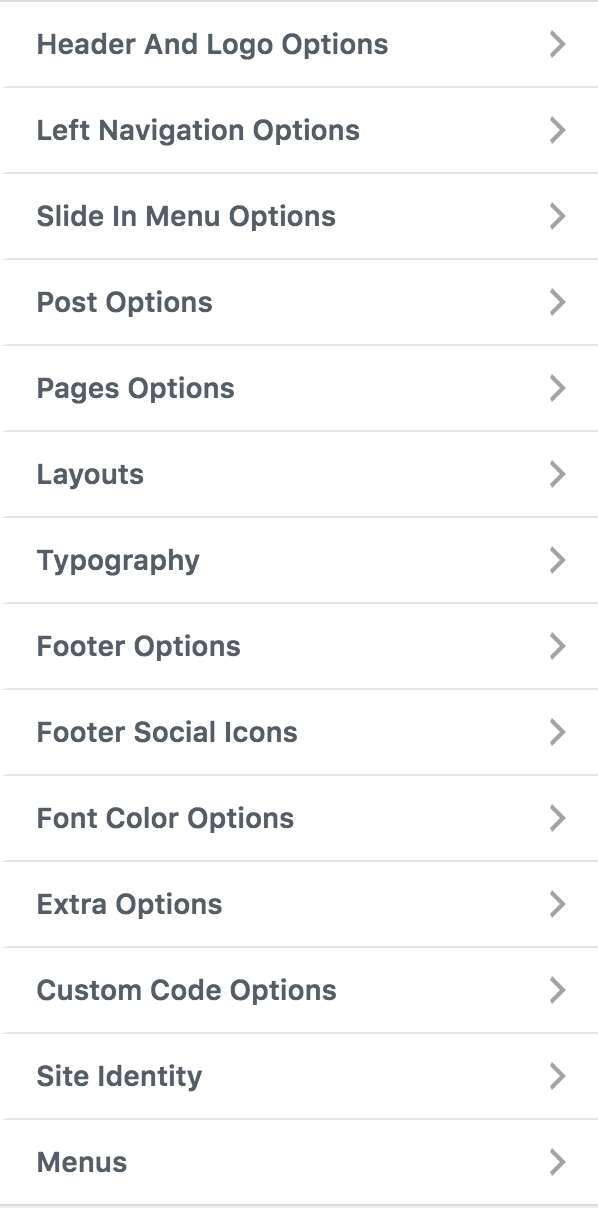 Header And Logo Options
Left Navigation Options
Slide In Menu Options
Post Options
Pages Options
Layouts
Typography
Footer Options
Footer Social Icons
Font Color Options
Extra Options
Custom Code Options
Site Identity
Menus